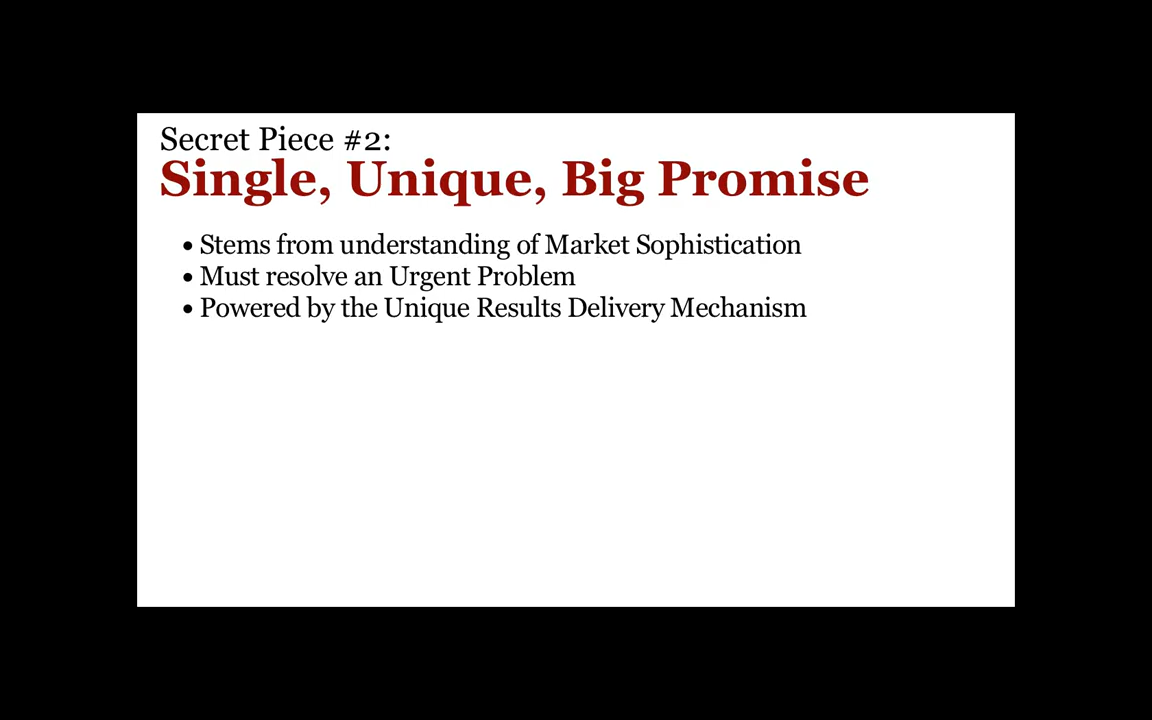 Secret Piece #2:
Single, Unique, Big Promise
• Stems from understanding of Market Sophistication
• Must resolve an Urgent Problem
• Powered by the Unique Results Delivery Mechanism